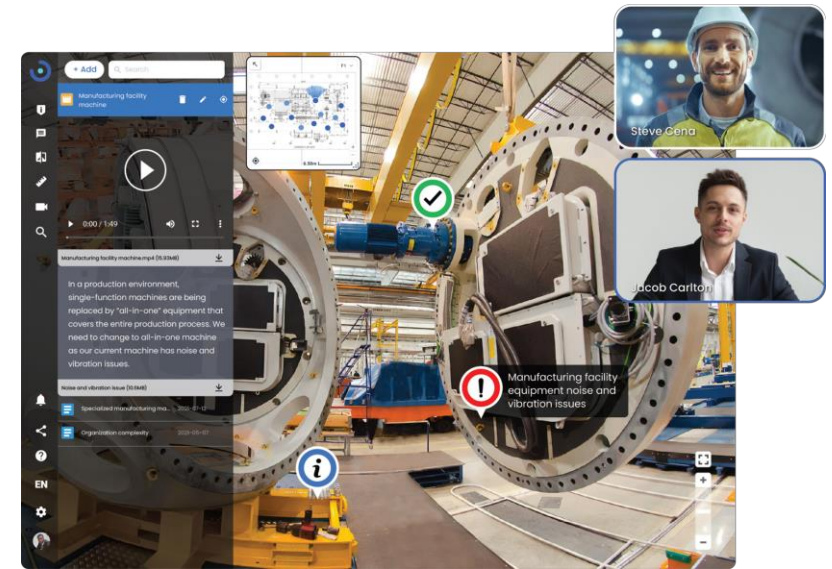 + Add
Search
Manufacturing facility
machine
0:00 / 1:49
Manufacturing facility machine.mp4 (15.93MB)
In a production environment,
single-function machines are being
replaced by "all-in-one" equipment that
covers the entire production process. We
need to change to all-in-one machine
as our current machine has noise and
vibration issues.
Noise and vibration issue (10.6MB)
Specialized manufacturing ma...
Organization complexity
EN
F1
Manufacturing facility
equipment noise and
vibration issues
Steve Cena
Jacob Carlton